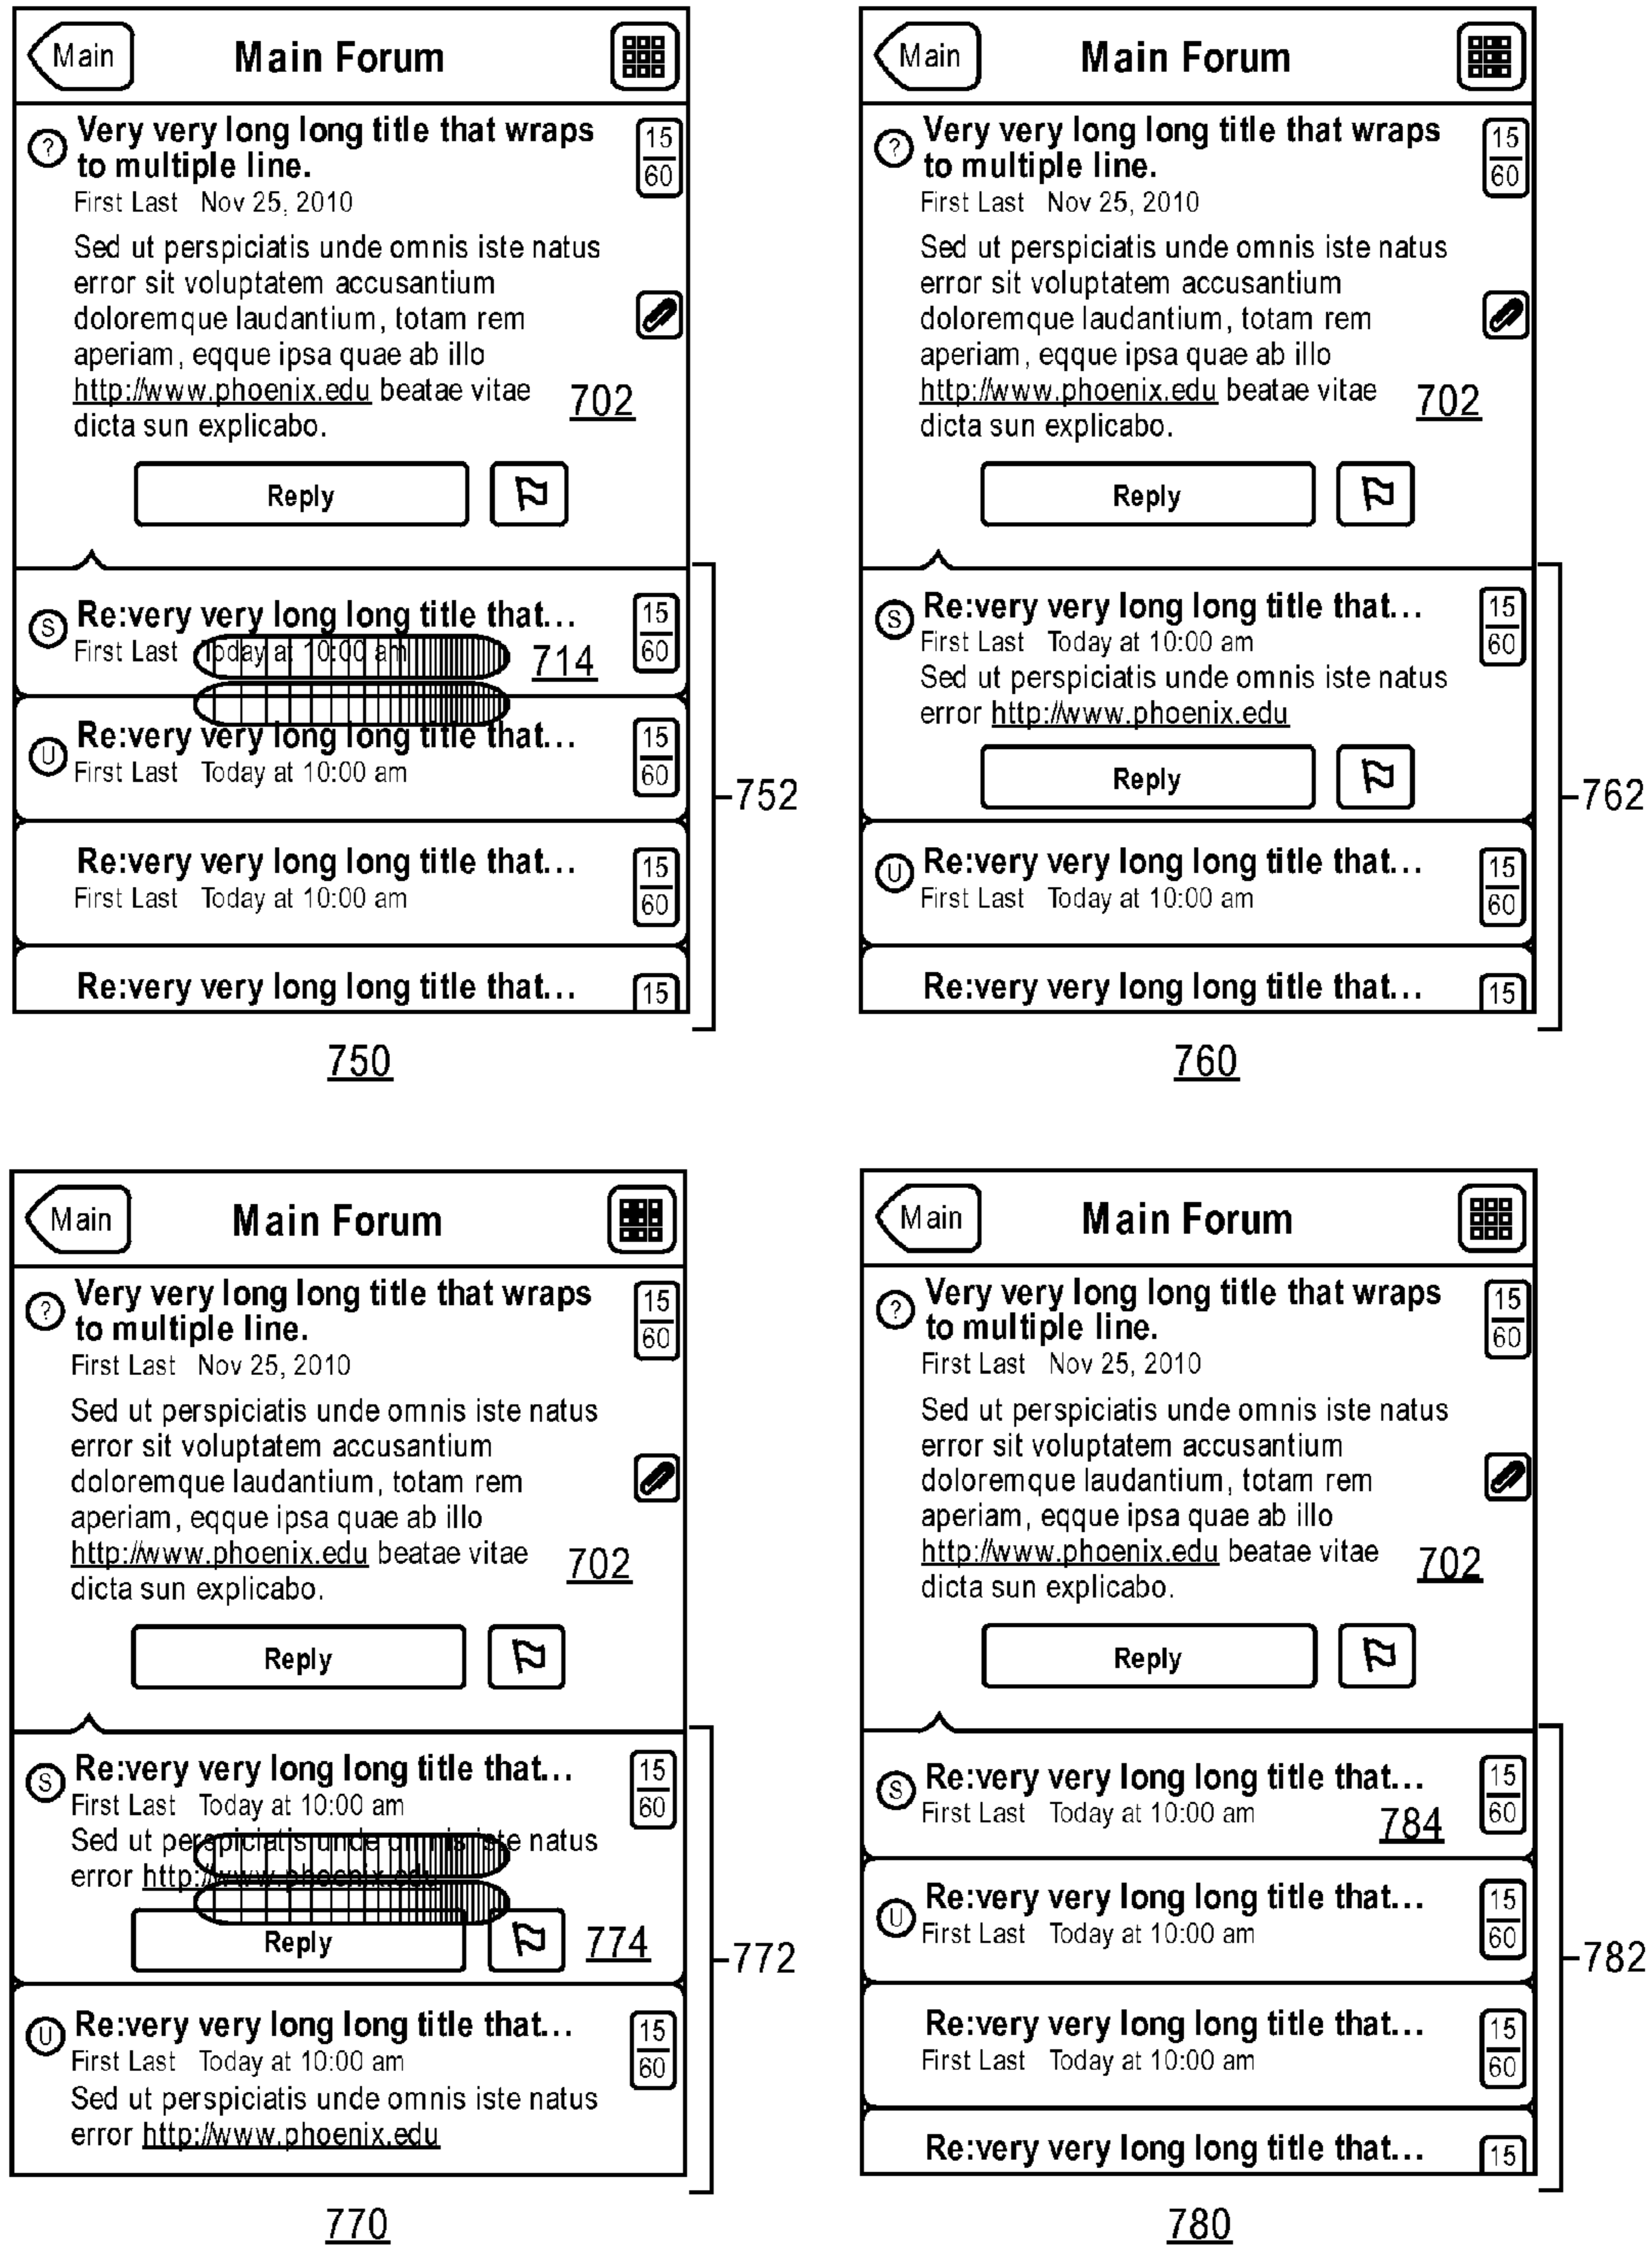 Main
Main Forum
? Very very long long title that wraps
to multiple line.
15
60
First Last Nov 25, 2010
Sed ut perspiciatis unde omnis iste natus
error sit voluptatem accusantium
doloremque laudantium, totam rem
aperiam, eqque ipsa quae ab illo
http://www.phoenix.edu beatae vitae
dicta sun explicabo.
702
Reply
S Re:very very long long title that...
First Last Today at 10:00 am
714
15
60
U Re:very very long long title that...
First Last Today at 10:00 am
15
60
752
Re:very very long long title that...
First Last Today at 10:00 am
15
60
Re:very very long long title that...
15
750
Main
Main Forum
? Very very long long title that wraps
to multiple line.
15
60
First Last Nov 25, 2010
Sed ut perspiciatis unde omnis iste natus
error sit voluptatem accusantium
doloremque laudantium, totam rem
aperiam, eqque ipsa quae ab illo
http://www.phoenix.edu beatae vitae
dicta sun explicabo.
702
Reply
S Re:very very long long title that...
First Last Today at 10:00 am
15
60
Sed ut perspiciatis unde omnis iste natus
error http://www.phoenix.edu
Reply
762
U Re:very very long long title that...
First Last Today at 10:00 am
15
60
Re:very very long long title that...
15
760
Main
Main Forum
? Very very long long title that wraps
to multiple line.
15
60
First Last Nov 25, 2010
Sed ut perspiciatis unde omnis iste natus
error sit voluptatem accusantium
doloremque laudantium, totam rem
aperiam, eqque ipsa quae ab illo
http://www.phoenix.edu beatae vitae
dicta sun explicabo.
702
Reply
S Re:very very long long title that...
First Last Today at 10:00 am
15
60
Sed ut perspiciatis unde omnis iste natus
error http://www.phoenix.edu
Reply
774
772
U Re:very very long long title that...
First Last Today at 10:00 am
15
60
Sed ut perspiciatis unde omnis iste natus
error http://www.phoenix.edu
770
Main
Main Forum
? Very very long long title that wraps
to multiple line.
15
60
First Last Nov 25, 2010
Sed ut perspiciatis unde omnis iste natus
error sit voluptatem accusantium
doloremque laudantium, totam rem
aperiam, eqque ipsa quae ab illo
http://www.phoenix.edu beatae vitae
dicta sun explicabo.
702
Reply
S Re:very very long long title that...
First Last Today at 10:00 am
784
15
60
U Re:very very long long title that...
First Last Today at 10:00 am
15
60
782
Re:very very long long title that...
First Last Today at 10:00 am
15
60
Re:very very long long title that...
15
780